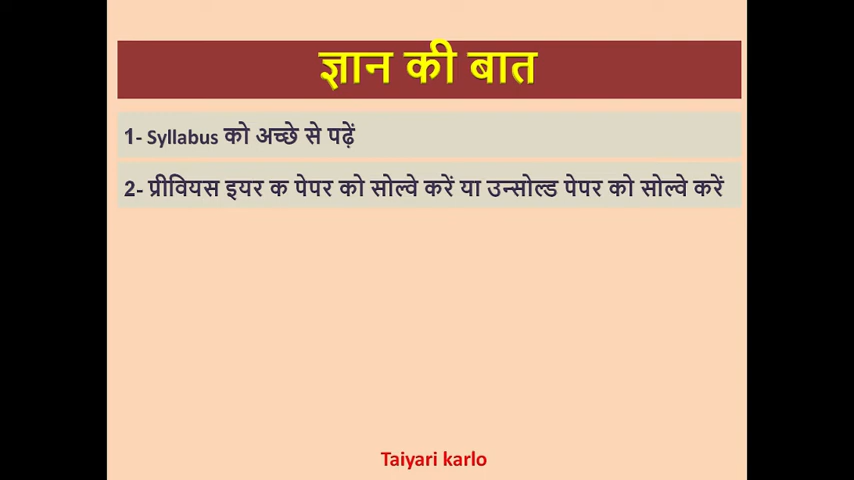 ज्ञान की बात
1- Syllabus को अच्छे से पढ़ें
2- प्रीवियस इयर क पेपर को सोल्वे करें या उन्सोल्ड पेपर को सोल्वे करें
Taiyari karlo